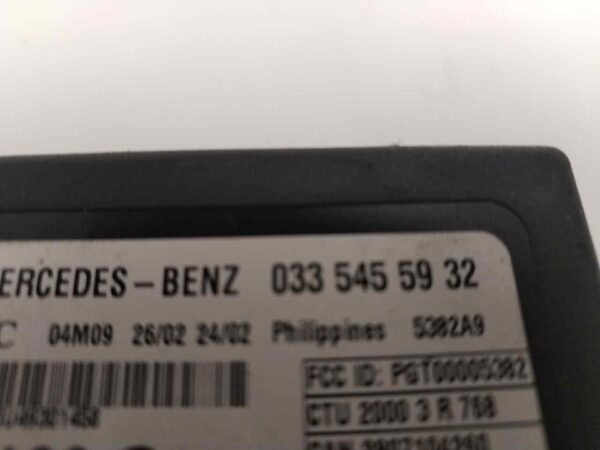 ERCEDES-BENZ 033 545 59 32
C 04M09 26/02 24/02 Philippines 5382A9
FCC ID: PGT00005382
CTU 2000 3 R 768